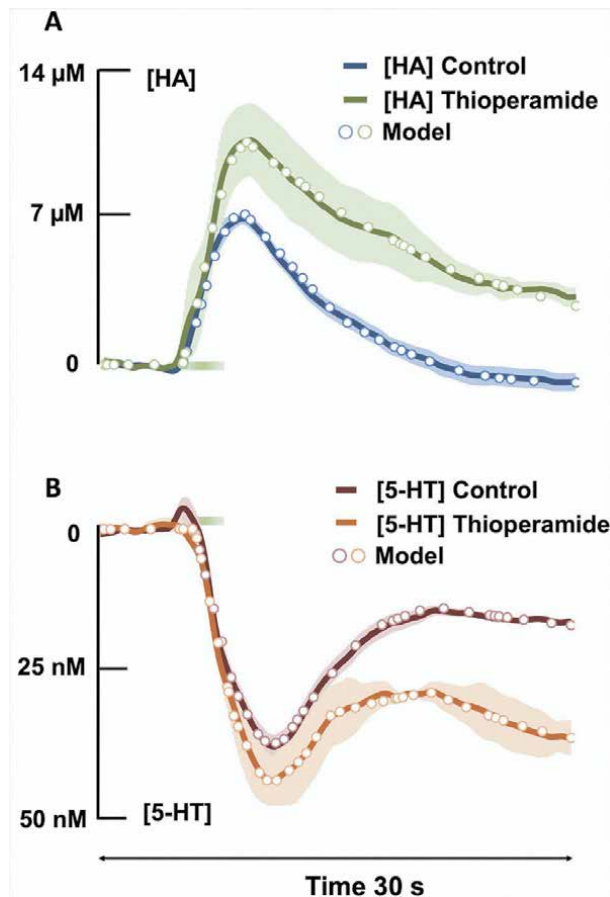 A
14 µM
[HA]
[HA] Control
[HA] Thioperamide
Model
7 µM
0
B
[5-HT] Control
[5-HT] Thioperamide
Model
0
25 nM
50 nM
[5-HT]
Time 30 s